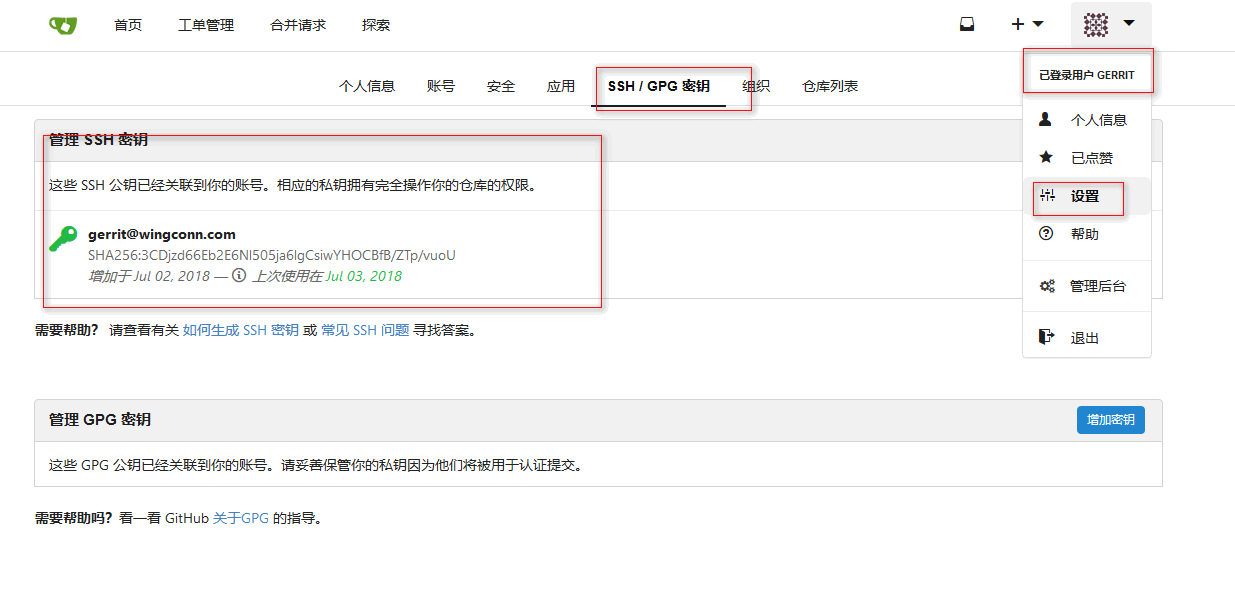 首页 工单管理 合并请求 探索
已登录用户 GERRIT
个人信息 账号 安全 应用 SSH / GPG 密钥 组织 仓库列表
个人信息
已点赞
设置
帮助
管理后台
退出
管理 SSH 密钥
这些 SSH 公钥已经关联到你的账号。相应的私钥拥有完全操作你的仓库的权限。
gerrit@wingconn.com
SHA256:3CDjzd66Eb2E6Nl505ja6lgCsiwYHOCBfB/ZTp/vuoU
增加于 Jul 02, 2018 — 上次使用在 Jul 03, 2018
需要帮助？ 请查看有关 如何生成 SSH 密钥 或 常见 SSH 问题 寻找答案。
管理 GPG 密钥 增加密钥
这些 GPG 公钥已经关联到你的账号。请妥善保管你的私钥因为他们将被用于认证提交。
需要帮助吗？ 看一看 GitHub 关于GPG 的指导。